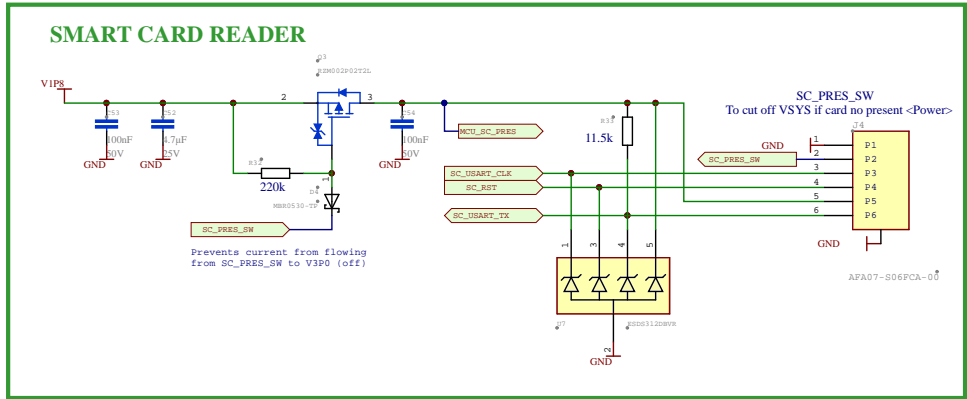 SMART CARD READER
Q3
RZM002P02T2L
V1P8
2
3
SC_PRES_SW
To cut off VSYS if card no present <Power>
J4
C53
100nF
50V
GND
C52
4.7µF
25V
GND
C54
100nF
50V
GND
MCU_SC_PRES
R33
11.5k
GND
1
P1
SC_PRES_SW
2
P2
R32
220k
1
SC_USART_CLK
3
P3
SC_RST
4
P4
5
P5
SC_USART_TX
6
P6
D4
MBR0530-TP
SC_PRES_SW
Prevents current from flowing
from SC_PRES_SW to V3P0 (off)
1
3
4
5
GND
AFA07-S06FCA-00
U7
ESDS312DBVR
2
GND